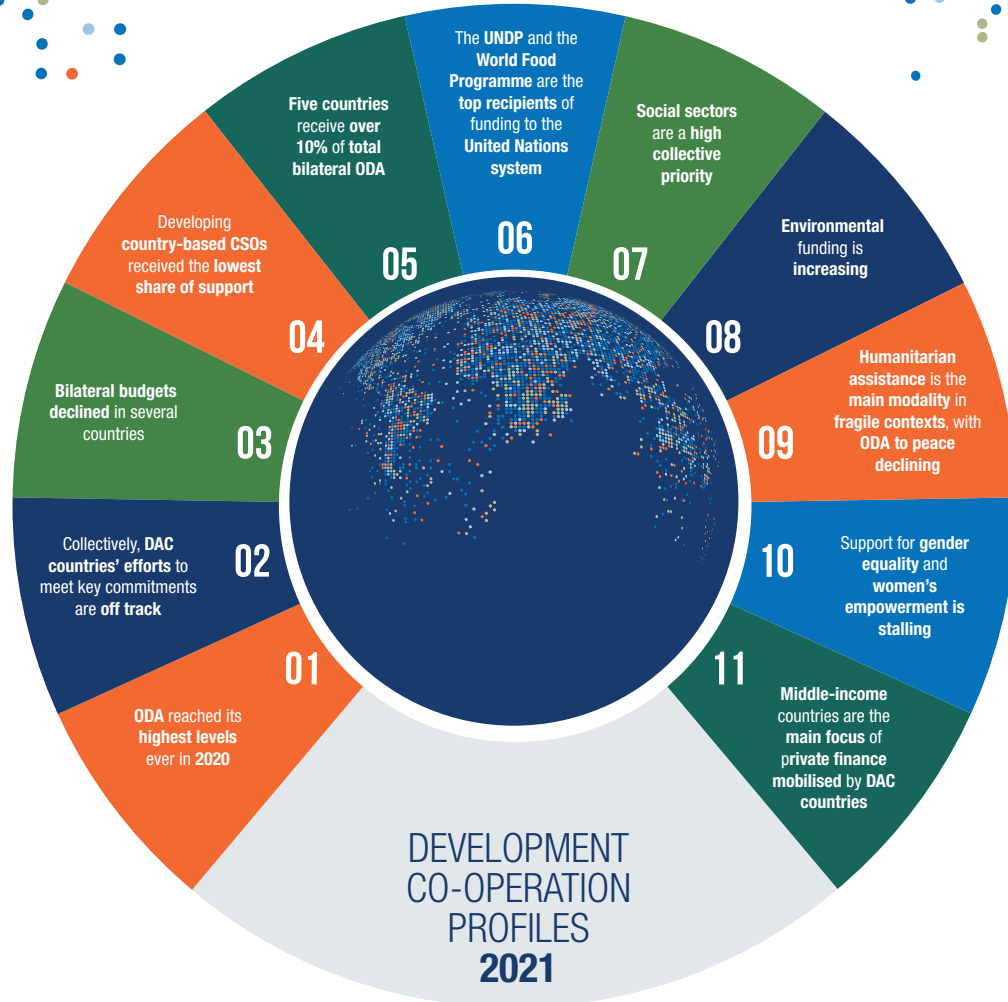 01
ODA reached its
highest levels
ever in 2020
02
Collectively, DAC
countries' efforts to
meet key commitments
are off track
03
Bilateral budgets
declined in several
countries
04
Developing
country-based CSOs
received the lowest
share of support
05
Five countries
receive over
10% of total
bilateral ODA
06
The UNDP and the
World Food
Programme are the
top recipients of
funding to the
United Nations
system
07
Social sectors
are a high
collective
priority
08
Environmental
funding is
increasing
09
Humanitarian
assistance is the
main modality in
fragile contexts, with
ODA to peace
declining
10
Support for gender
equality and
women's
empowerment is
stalling
11
Middle-income
countries are the
main focus of
private finance
mobilised by DAC
countries
DEVELOPMENT
CO-OPERATION
PROFILES
2021